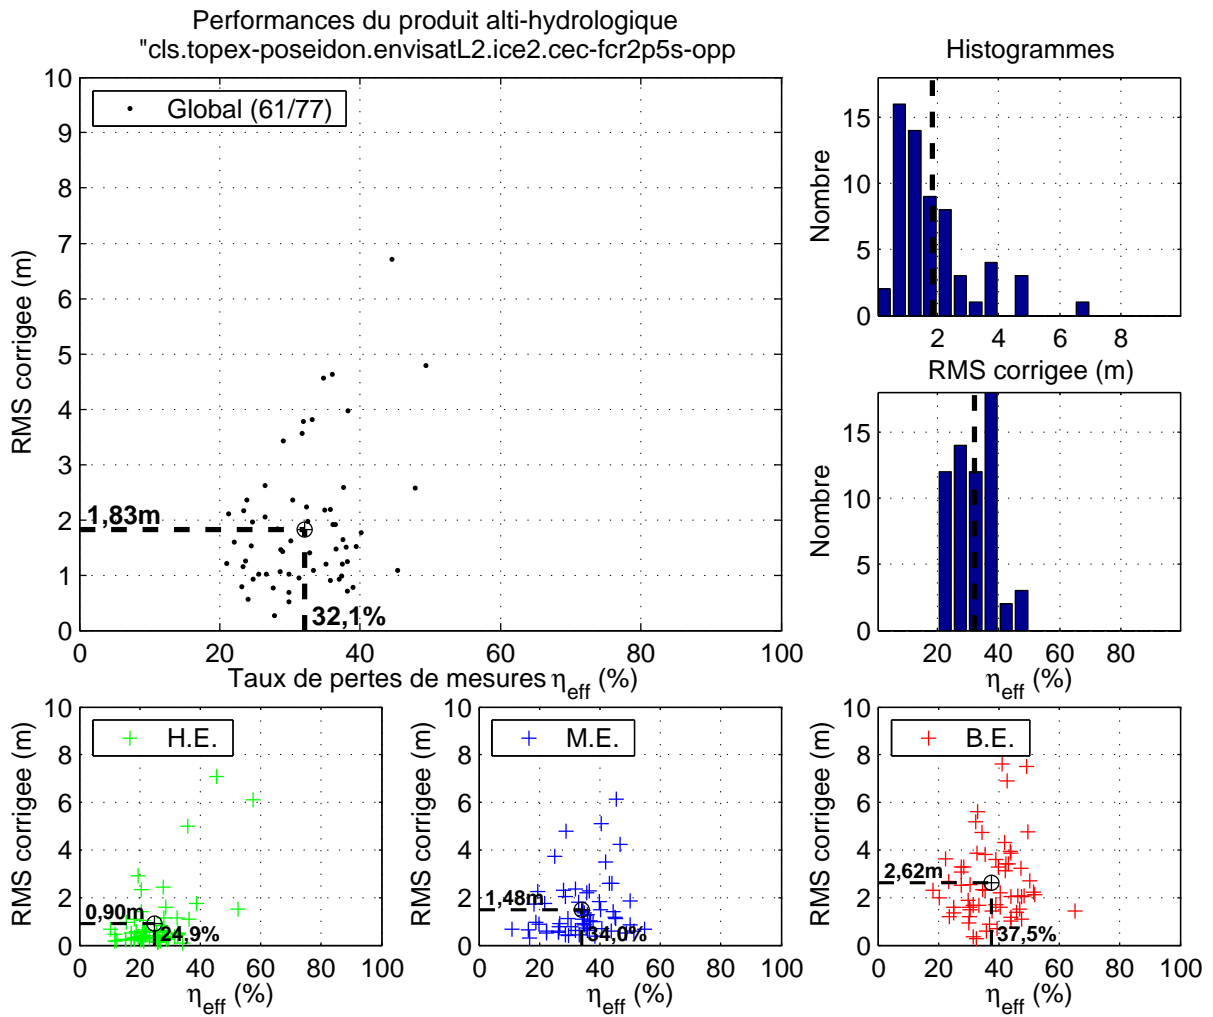 Performances du produit alti-hydrologique
"cls.topex-poseidon.envisatL2.ice2.cec-fcr2p5s-opp
Global (61/77)
10
9
8
7
6
5
4
3
2
1
0
RMS corrigee (m)
1,83m
32,1%
0 20 40 60 80 100
Taux de pertes de mesures ηeff (%)
Histogrammes
15
10
5
0
Nombre
2 4 6 8
RMS corrigee (m)
15
10
5
0
Nombre
20 40 60 80 100
ηeff (%)
H.E.
10
8
6
4
2
0
RMS corrigee (m)
0,90m
24,9%
0 20 40 60 80 100
ηeff (%)
M.E.
10
8
6
4
2
0
RMS corrigee (m)
1,48m
34,0%
0 20 40 60 80 100
ηeff (%)
B.E.
10
8
6
4
2
0
RMS corrigee (m)
2,62m
37,5%
0 20 40 60 80 100
ηeff (%)